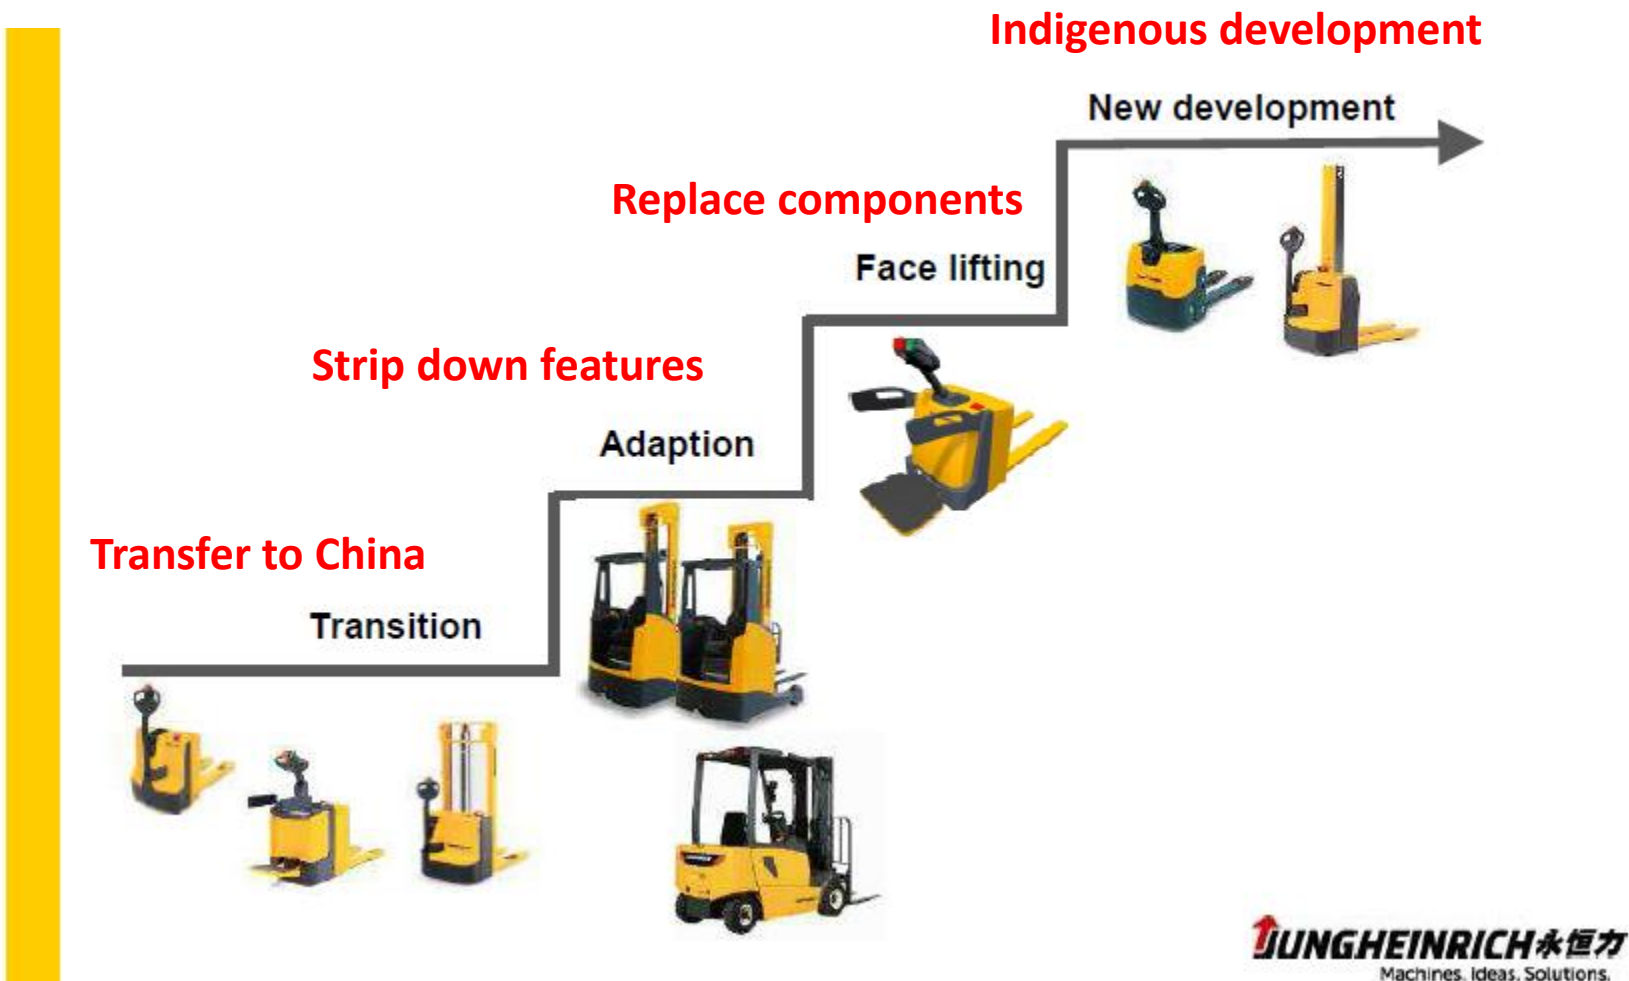 Indigenous development
New development
Replace components
Face lifting
Strip down features
Adaption
Transfer to China
Transition
JUNGHEINRICH永恒力
Machines. Ideas. Solutions.